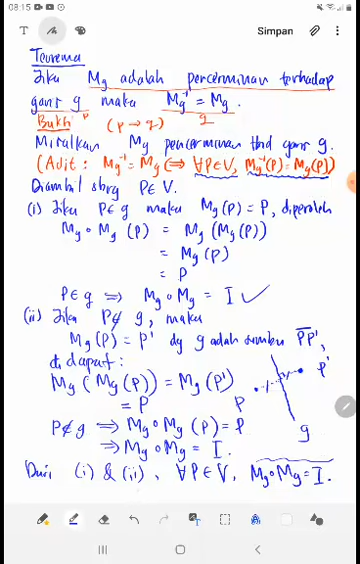 08:15
Simpan
Teorema
Jika Mg adalah pencerminan terhadap
garis g maka Mg⁻¹ = Mg.
Bukti P (P → q) q
Misalkan Mg pencerminan thd garis g.
(Adit : Mg⁻¹ = Mg ⟺ ∀P∈V, Mg⁻¹(P) = Mg(P))
Diambil sbrg P∈V.
(i) Jika P∈g maka Mg(P) = P, diperoleh
Mg∘Mg (P) = Mg(Mg(P))
= Mg(P)
= P
P∈g ⟹ Mg∘Mg = I ✓
(ii) Jika P∉g, maka
Mg(P) = P' dg g adalah sumbu PP',
didapat :
Mg(Mg(P)) = Mg(P')
= P
P P' g
P∉g ⟹ Mg∘Mg(P) = P
⟹ Mg∘Mg = I.
Dari (i) & (ii), ∀P∈V, Mg∘Mg = I.